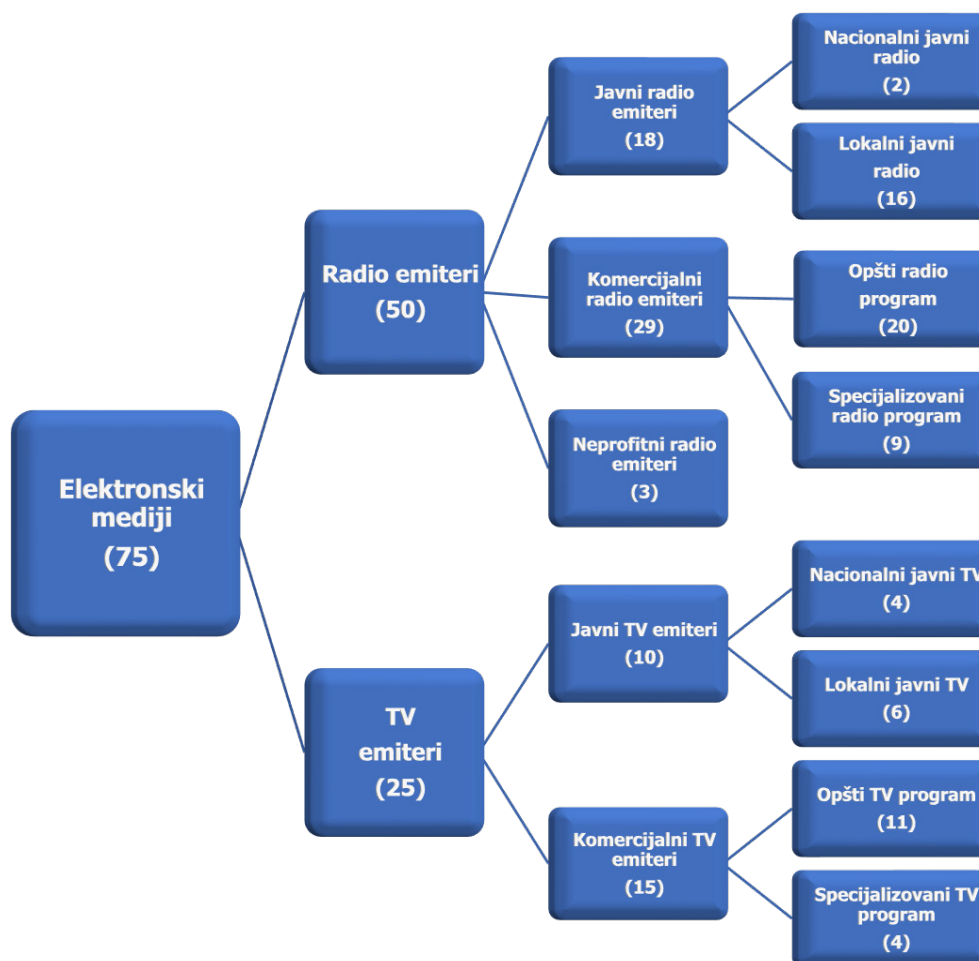 Elektronski
mediji
(75)
Radio emiteri
(50)
Javni radio
emiteri
(18)
Nacionalni javni
radio
(2)
Lokalni javni
radio
(16)
Komercijalni
radio emiteri
(29)
Opšti radio
program
(20)
Specijalizovani
radio program
(9)
Neprofitni radio
emiteri
(3)
TV
emiteri
(25)
Javni TV emiteri
(10)
Nacionalni javni TV
(4)
Lokalni javni TV
(6)
Komercijalni TV
emiteri
(15)
Opšti TV program
(11)
Specijalizovani TV
program
(4)